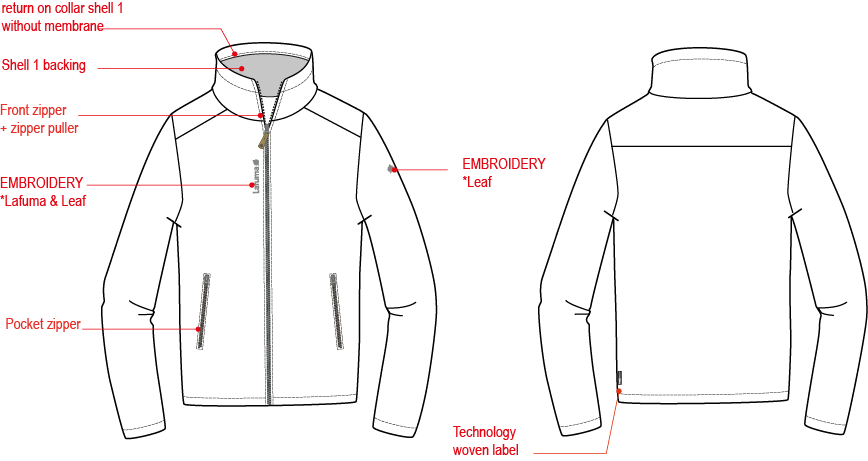 return on collar shell 1
without membrane
Shell 1 backing
Front zipper
+ zipper puller
EMBROIDERY
*Lafuma & Leaf
Lafuma
EMBROIDERY
*Leaf
Pocket zipper
Technology
woven label